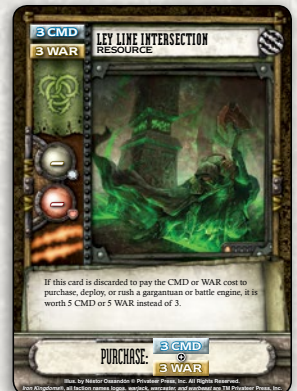 3 CMD
3 WAR
LEY LINE INTERSECTION
RESOURCE
If this card is discarded to pay the CMD or WAR cost to
purchase, deploy, or rush a gargantuan or battle engine, it is
worth 5 CMD or 5 WAR instead of 3.
PURCHASE:
3 CMD
3 WAR
Illus. by Néstor Ossandón © Privateer Press, Inc. All Rights Reserved.
Iron Kingdoms®, all faction names logos, warjack, warcaster, and warbeast are TM Privateer Press, Inc.